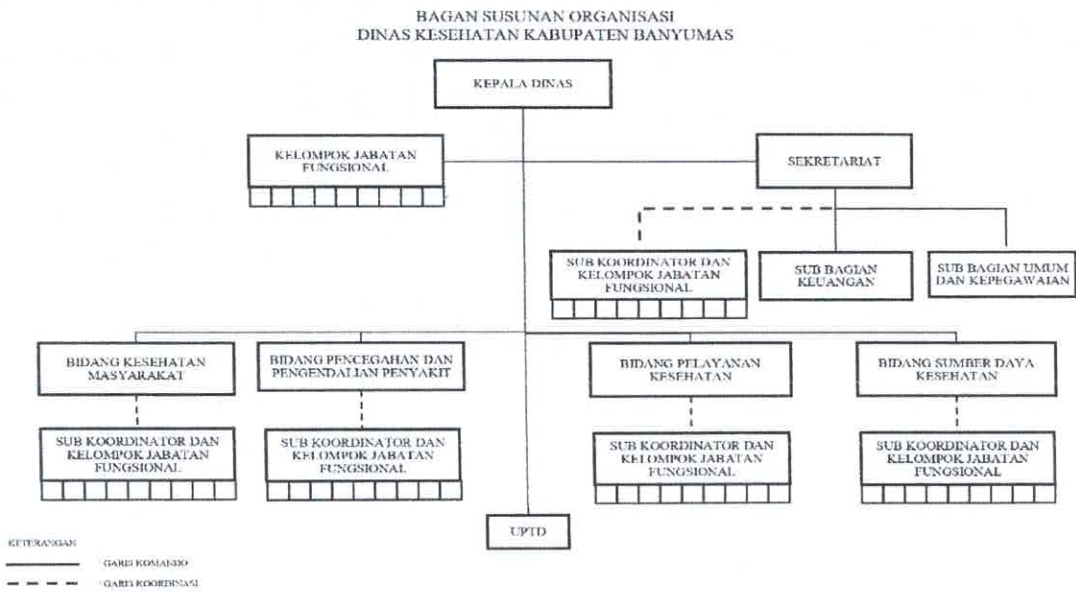 BAGAN SUSUNAN ORGANISASI
DINAS KESEHATAN KABUPATEN BANYUMAS
KEPALA DINAS
KELOMPOK JABATAN
FUNGSIONAL
SEKRETARIAT
SUB KOORDINATOR DAN
KELOMPOK JABATAN
FUNGSIONAL
SUB BAGIAN
KEUANGAN
SUB BAGIAN UMUM
DAN KEPEGAWAIAN
BIDANG KESEHATAN
MASYARAKAT
BIDANG PENCEGAHAN DAN
PENGENDALIAN PENYAKIT
BIDANG PELAYANAN
KESEHATAN
BIDANG SUMBER DAYA
KESEHATAN
SUB KOORDINATOR DAN
KELOMPOK JABATAN
FUNGSIONAL
SUB KOORDINATOR DAN
KELOMPOK JABATAN
FUNGSIONAL
SUB KOORDINATOR DAN
KELOMPOK JABATAN
FUNGSIONAL
SUB KOORDINATOR DAN
KELOMPOK JABATAN
FUNGSIONAL
UPTD
KETERANGAN
: GARIS KOMANDO
: GARIS KOORDINASI